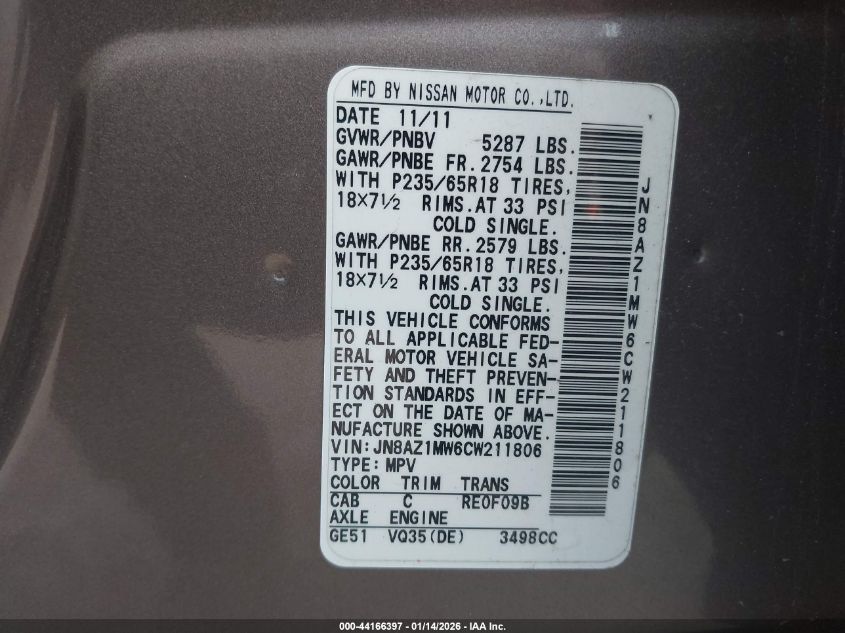 MFD BY NISSAN MOTOR CO.,LTD.
DATE 11/11
GVWR/PNBV 5287 LBS.
GAWR/PNBE FR. 2754 LBS.
WITH P235/65R18 TIRES,
18×7½ RIMS.AT 33 PSI
COLD SINGLE.
GAWR/PNBE RR. 2579 LBS.
WITH P235/65R18 TIRES,
18×7½ RIMS.AT 33 PSI
COLD SINGLE.
THIS VEHICLE CONFORMS
TO ALL APPLICABLE FED-
ERAL MOTOR VEHICLE SA-
FETY AND THEFT PREVEN-
TION STANDARDS IN EFF-
ECT ON THE DATE OF MA-
NUFACTURE SHOWN ABOVE.
VIN:JN8AZ1MW6CW211806
TYPE:MPV
COLOR TRIM TRANS
CAB C RE0F09B
AXLE ENGINE
GE51 VQ35(DE) 3498CC
JN8AZ1MW6CW211806
000-44166397 - 01/14/2026 - IAA Inc.